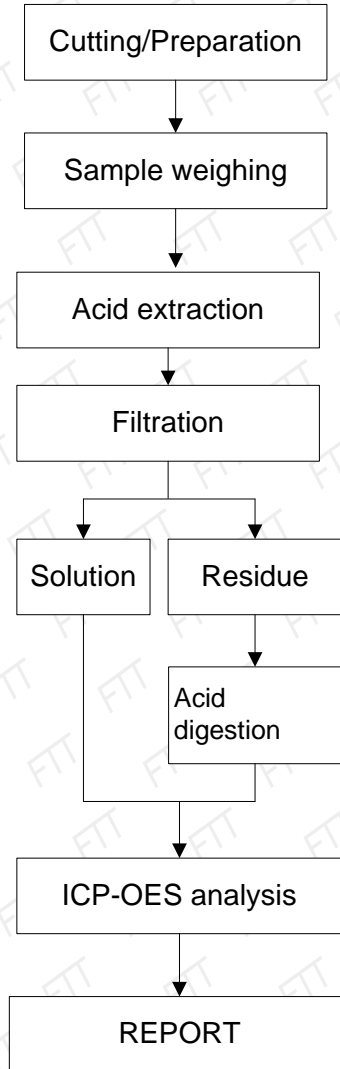 Cutting/Preparation
Sample weighing
Acid extraction
Filtration
Solution
Residue
Acid
digestion
ICP-OES analysis
REPORT